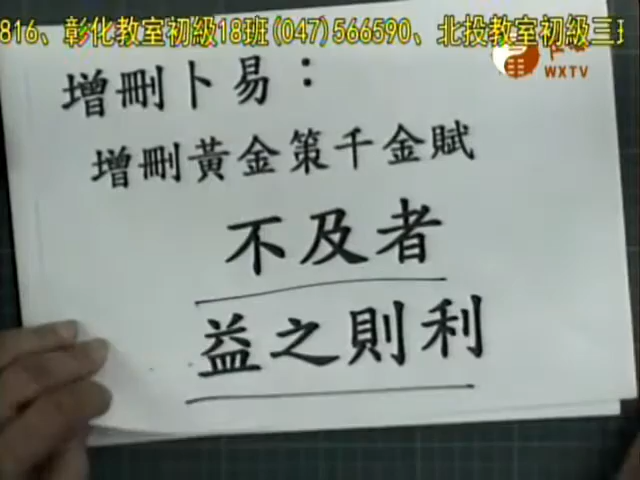 816、彰化教室初級18班(047)566590、北投教室初級三班
WXTV
增刪卜易：
增刪黃金策千金賦
不及者
益之則利